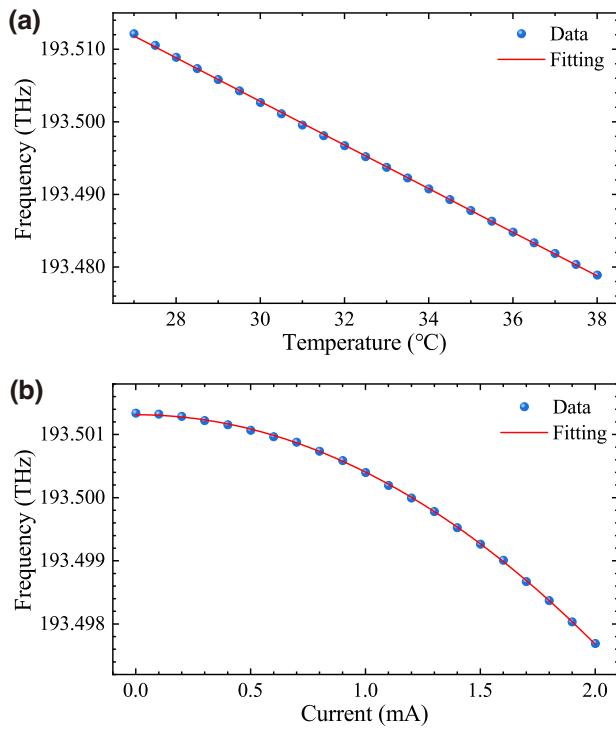 (a)
Data
Fitting
193.510
193.500
193.490
193.480
Frequency (THz)
28 30 32 34 36 38
Temperature (℃)
(b)
Data
Fitting
193.501
193.500
193.499
193.498
Frequency (THz)
0.0 0.5 1.0 1.5 2.0
Current (mA)